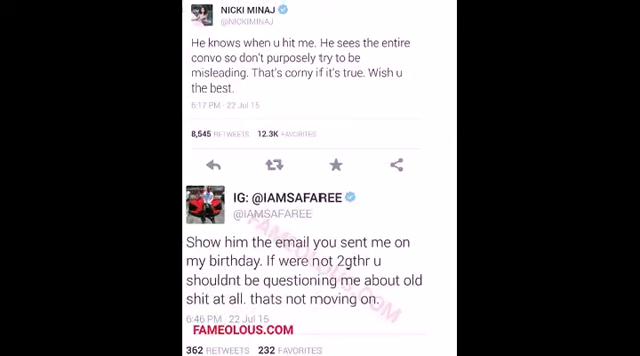 NICKI MINAJ
@NICKIMINAJ
He knows when u hit me. He sees the entire
convo so don't purposely try to be
misleading. That's corny if it's true. Wish u
the best.
6:17 PM · 22 Jul 15
8,545 RETWEETS 12.3K FAVORITES
IG: @IAMSAFAREE
@IAMSAFAREE
Show him the email you sent me on
my birthday. If were not 2gthr u
shouldnt be questioning me about old
shit at all. thats not moving on.
FAMEOLOUS.COM
6:46 PM · 22 Jul 15
FAMEOLOUS.COM
362 RETWEETS 232 FAVORITES